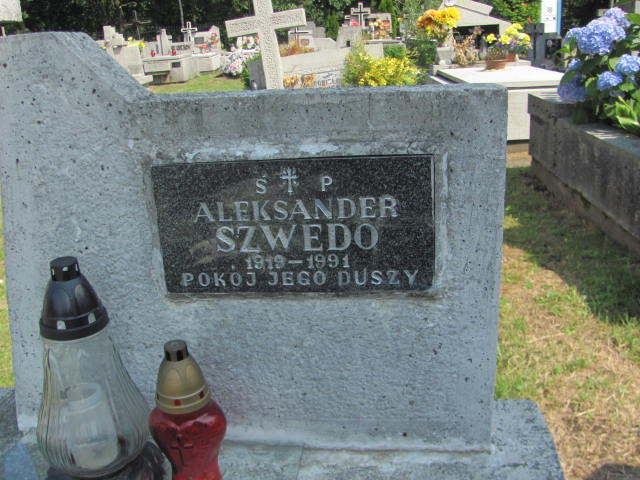 Ś P
ALEKSANDER
SZWEDO
1919-1991
POKÓJ JEGO DUSZY